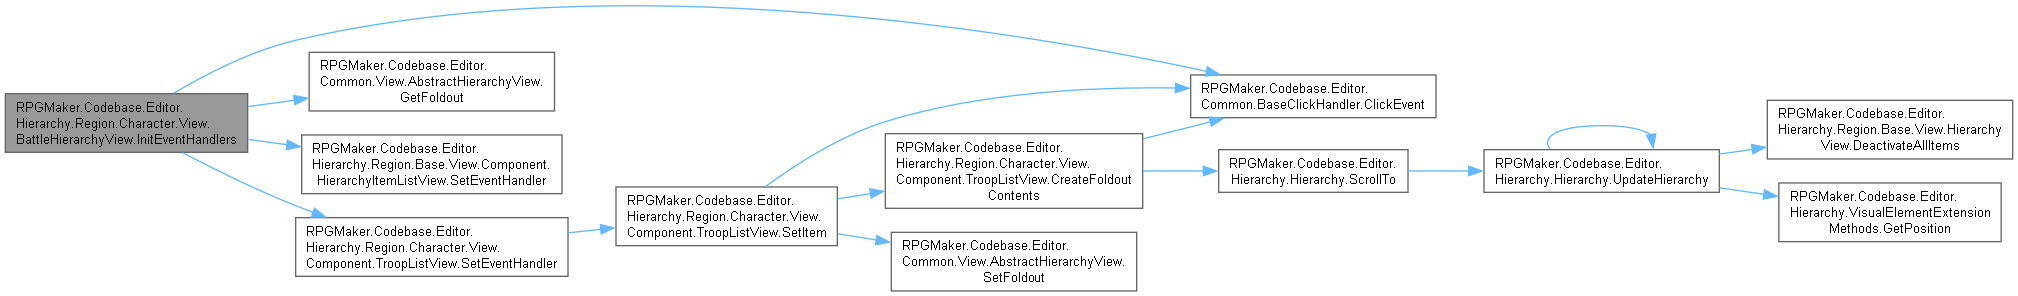 RPGMaker.Codebase.Editor.
Hierarchy.Region.Character.View.
BattleHierarchyView.InitEventHandlers
RPGMaker.Codebase.Editor.
Common.View.AbstractHierarchyView.
GetFoldout
RPGMaker.Codebase.Editor.
Hierarchy.Region.Base.View.Component.
HierarchyItemListView.SetEventHandler
RPGMaker.Codebase.Editor.
Hierarchy.Region.Character.View.
Component.TroopListView.SetEventHandler
RPGMaker.Codebase.Editor.
Hierarchy.Region.Character.View.
Component.TroopListView.SetItem
RPGMaker.Codebase.Editor.
Common.BaseClickHandler.ClickEvent
RPGMaker.Codebase.Editor.
Hierarchy.Region.Character.View.
Component.TroopListView.CreateFoldout
Contents
RPGMaker.Codebase.Editor.
Common.View.AbstractHierarchyView.
SetFoldout
RPGMaker.Codebase.Editor.
Hierarchy.Hierarchy.ScrollTo
RPGMaker.Codebase.Editor.
Hierarchy.Hierarchy.UpdateHierarchy
RPGMaker.Codebase.Editor.
Hierarchy.Region.Base.View.Hierarchy
View.DeactivateAllItems
RPGMaker.Codebase.Editor.
Hierarchy.VisualElementExtension
Methods.GetPosition